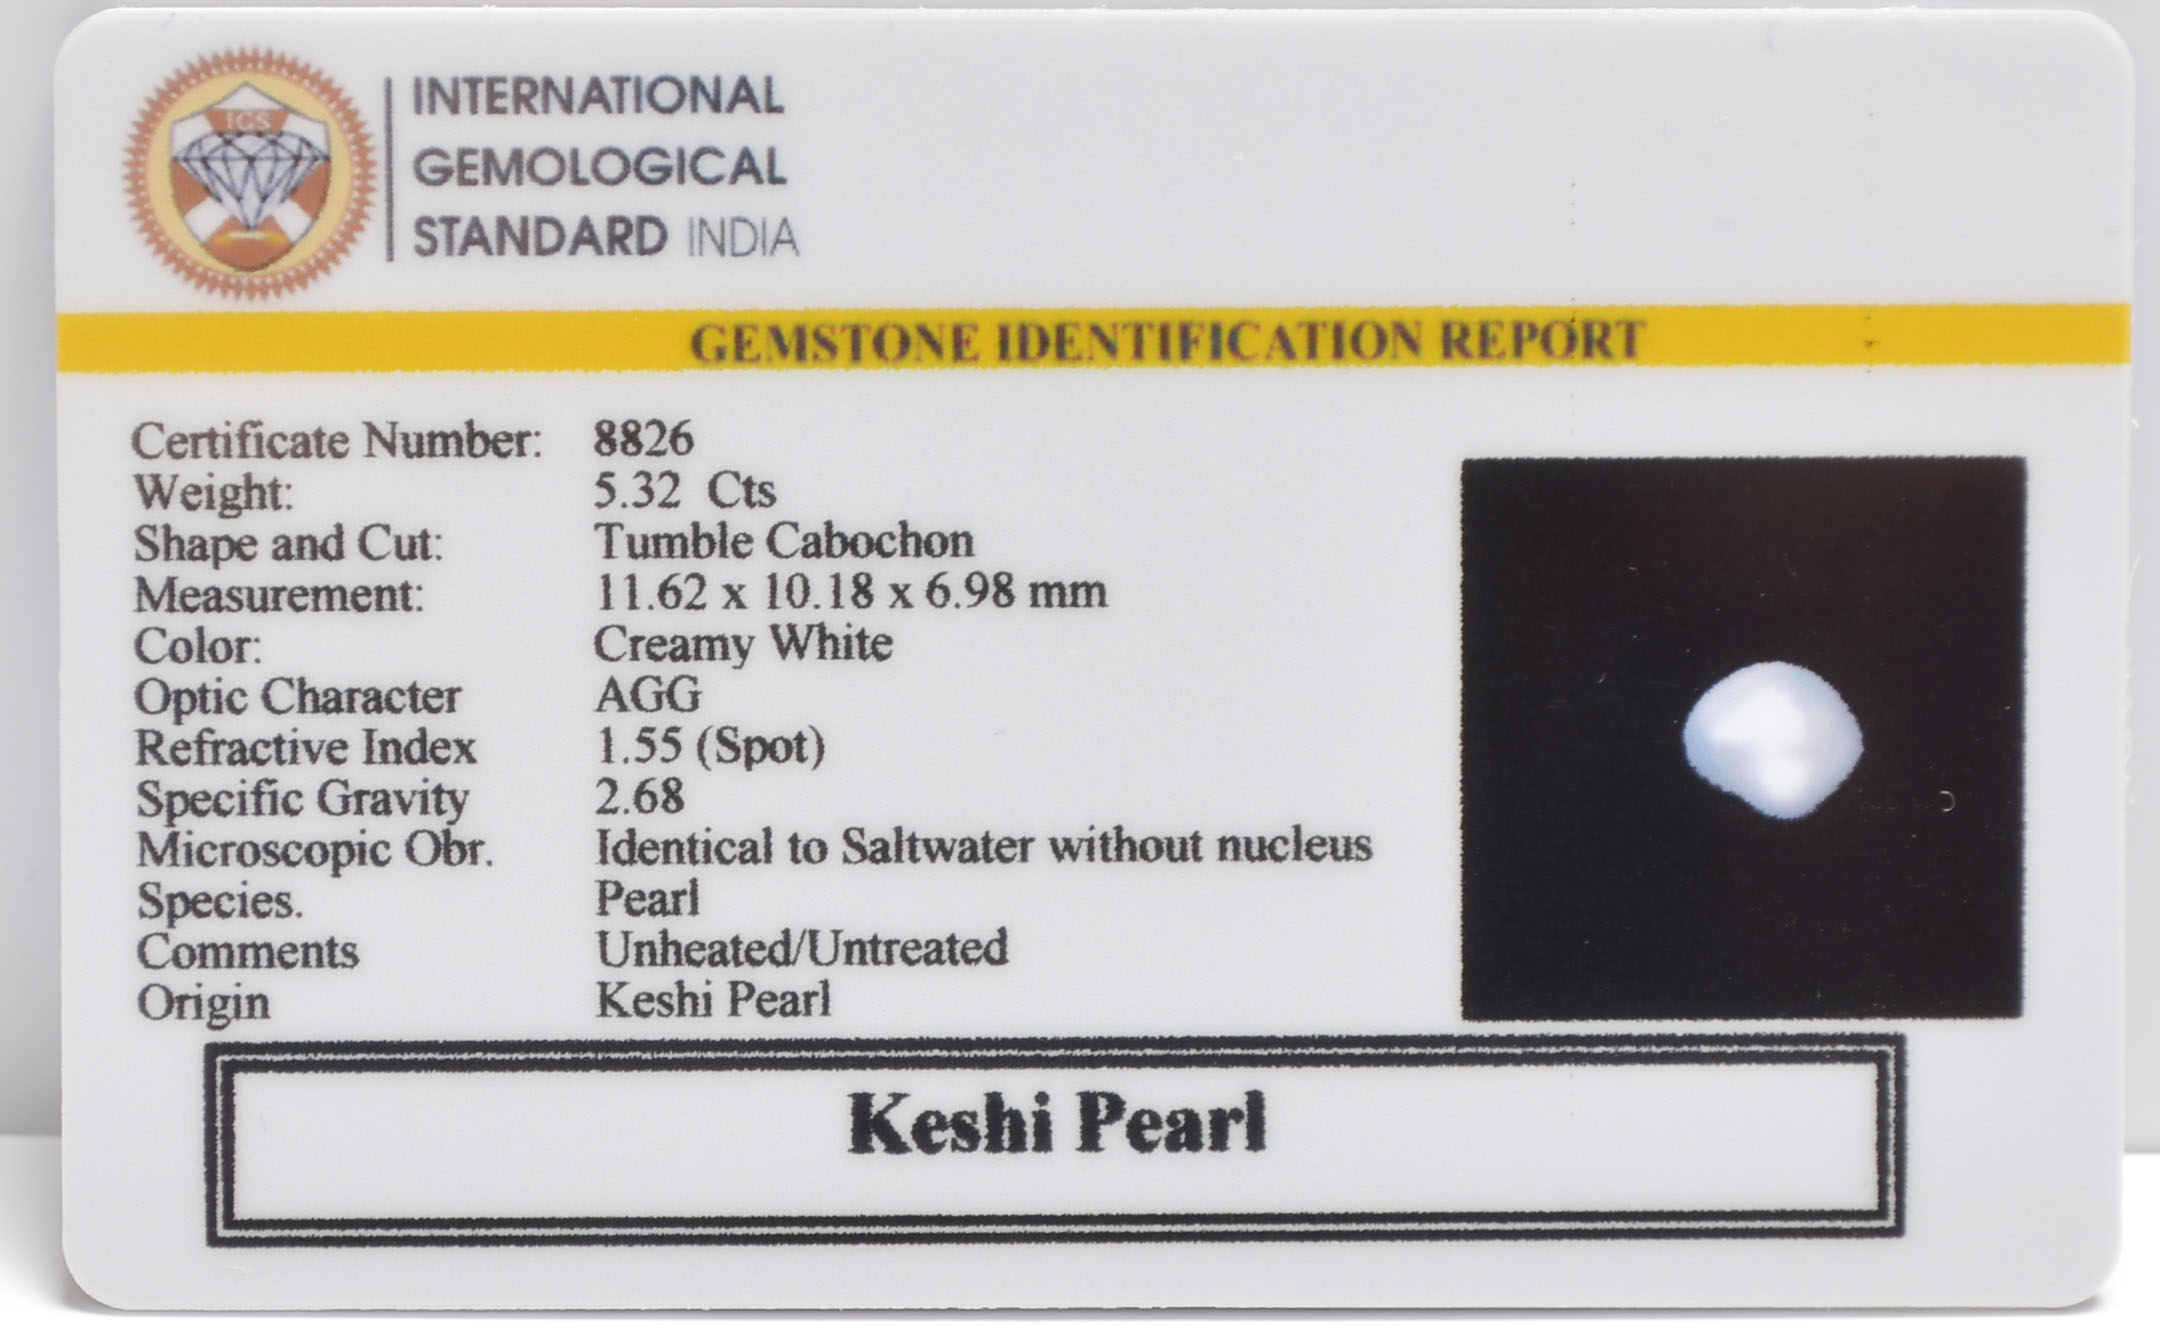 IGS
INTERNATIONAL
GEMOLOGICAL
STANDARD INDIA
GEMSTONE IDENTIFICATION REPORT
Certificate Number: 8826
Weight: 5.32 Cts
Shape and Cut: Tumble Cabochon
Measurement: 11.62 x 10.18 x 6.98 mm
Color: Creamy White
Optic Character AGG
Refractive Index 1.55 (Spot)
Specific Gravity 2.68
Microscopic Obr. Identical to Saltwater without nucleus
Species. Pearl
Comments Unheated/Untreated
Origin Keshi Pearl
Keshi Pearl